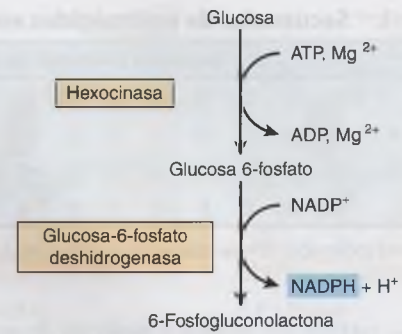 Glucosa
ATP, Mg 2+
Hexocinasa
ADP, Mg 2+
Glucosa 6-fosfato
NADP+
Glucosa-6-fosfato
deshidrogenasa
NADPH + H+
6-Fosfogluconolactona